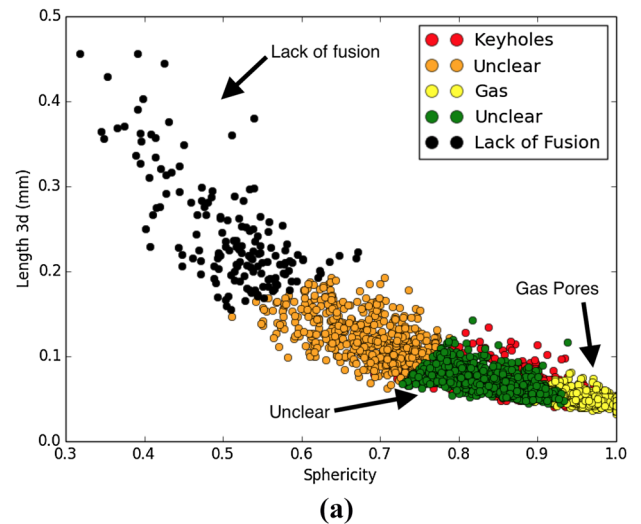 Lack of fusion
Keyholes
Unclear
Gas
Unclear
Lack of Fusion
Gas Pores
Unclear
Length 3d (mm)
0.5
0.4
0.3
0.2
0.1
0.0
0.3 0.4 0.5 0.6 0.7 0.8 0.9 1.0
Sphericity
(a)